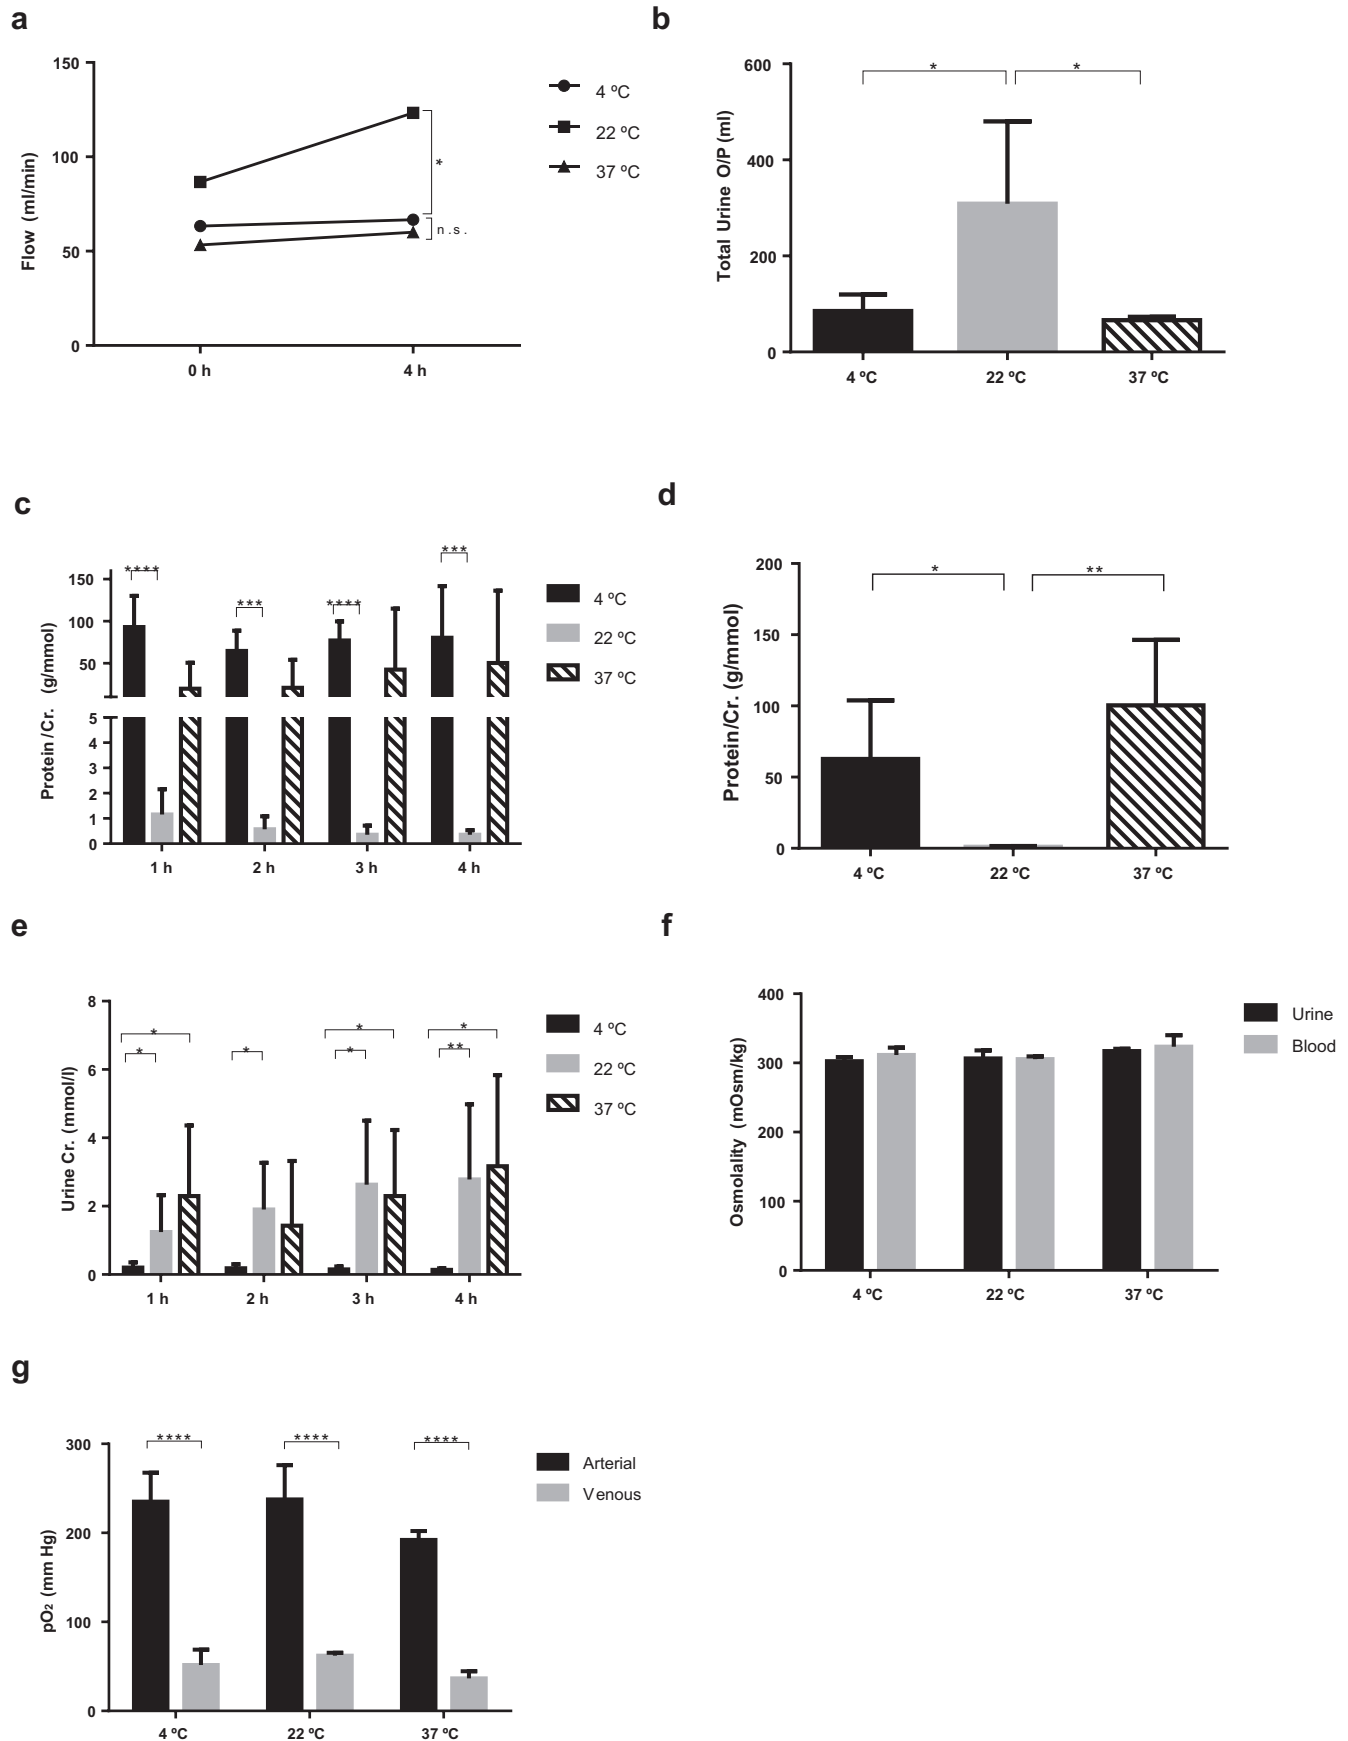 a
150
100
50
0
Flow (ml/min)
0 h
4 h
*
n.s.
4 ºC
22 ºC
37 ºC
b
600
400
200
0
Total Urine O/P (ml)
*
*
4 ºC
22 ºC
37 ºC
c
150
100
50
5
4
3
2
1
0
Protein/Cr. (g/mmol)
****
***
****
***
1 h
2 h
3 h
4 h
4 ºC
22 ºC
37 ºC
d
200
150
100
50
0
Protein/Cr. (g/mmol)
*
**
4 ºC
22 ºC
37 ºC
e
8
6
4
2
0
Urine Cr. (mmol/l)
*
*
*
*
*
*
**
1 h
2 h
3 h
4 h
4 ºC
22 ºC
37 ºC
f
400
300
200
100
0
Osmolality (mOsm/kg)
4 ºC
22 ºC
37 ºC
Urine
Blood
g
300
200
100
0
pO2 (mm Hg)
****
****
****
4 ºC
22 ºC
37 ºC
Arterial
Venous